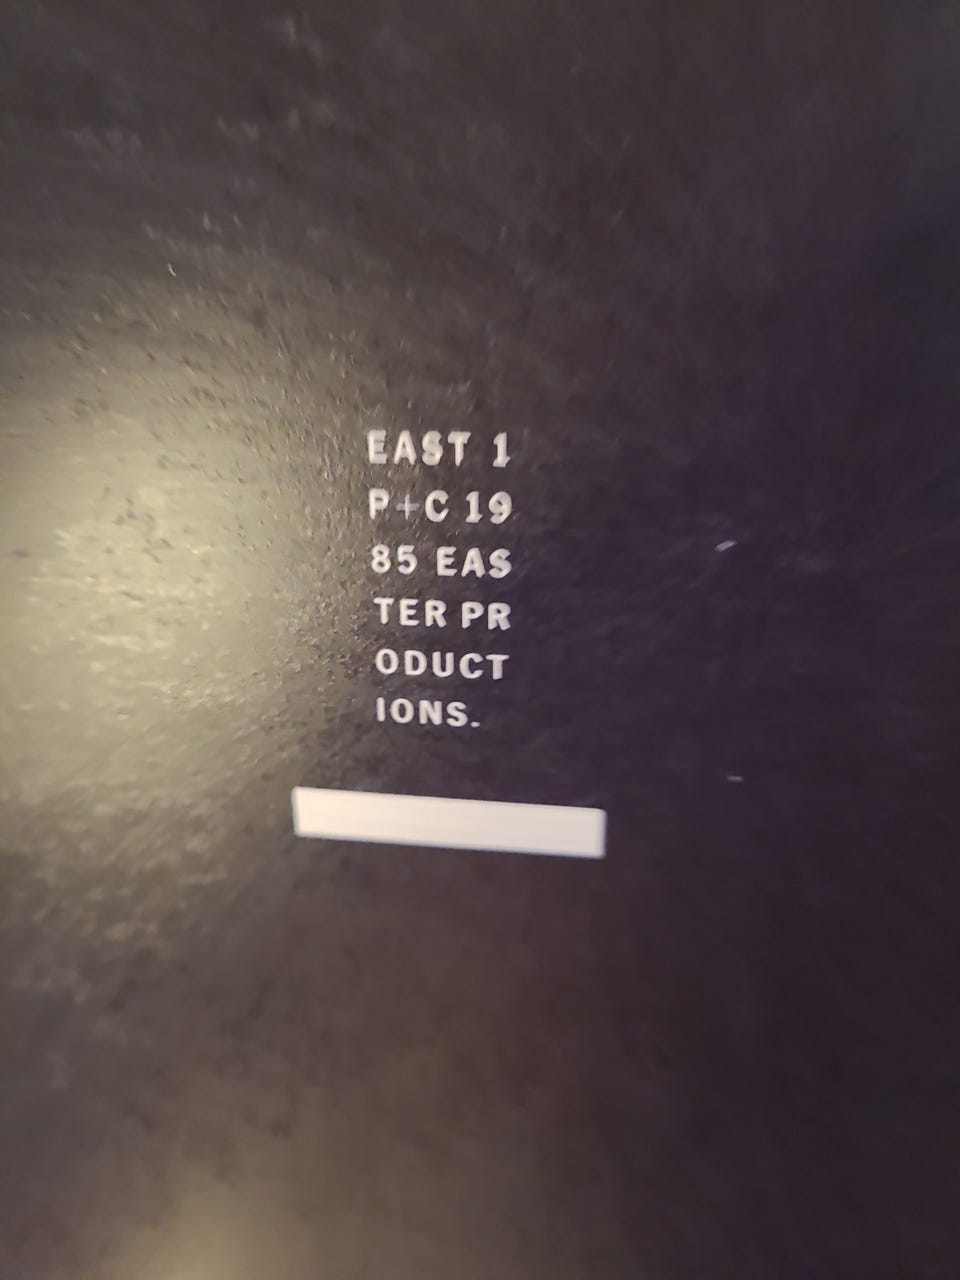 EAST 1
P+C 19
85 EAS
TER PR
ODUCT
IONS.